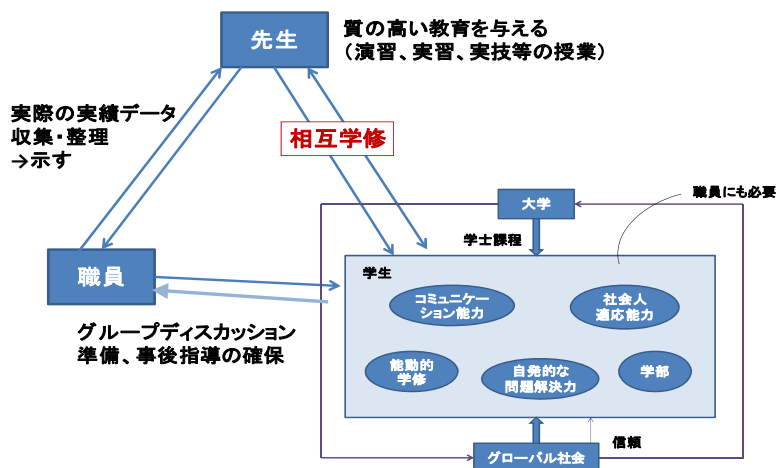 先生
質の高い教育を与える
（演習、実習、実技等の授業）
実際の実績データ
収集・整理
→示す
相互学修
大学
職員にも必要
学士課程
職員
学生
コミュニケー
ション能力
社会人
適応能力
グループディスカッション
準備、事後指導の確保
能動的
学修
自発的な
問題解決力
学部
信頼
グローバル社会